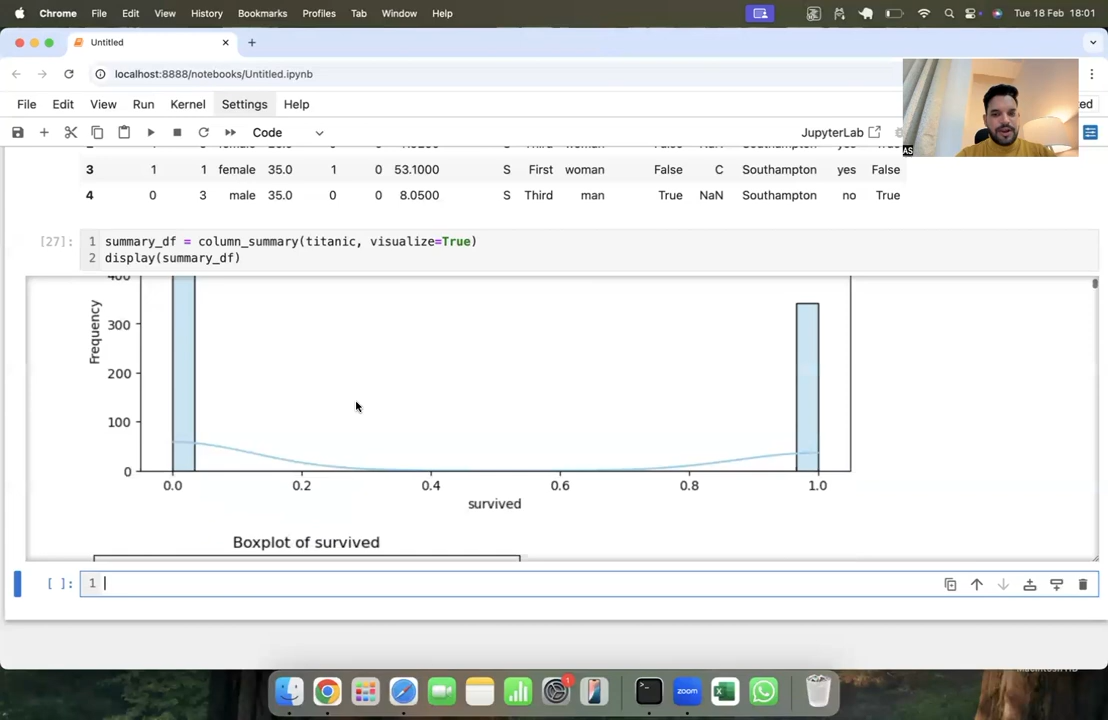 Chrome File Edit View History Bookmarks Profiles Tab Window Help Tue 18 Feb 18:01
Untitled
localhost:8888/notebooks/Untitled.ipynb
File Edit View Run Kernel Settings Help
Code JupyterLab
3 1 1 female 35.0 1 0 53.1000 S First woman False C Southampton yes False
4 0 3 male 35.0 0 0 8.0500 S Third man True NaN Southampton no True
[27]: 1 summary_df = column_summary(titanic, visualize=True)
2 display(summary_df)
400
300
200
100
0
Frequency
0.0 0.2 0.4 0.6 0.8 1.0
survived
Boxplot of survived
[ ]: 1
AS
1
zoom